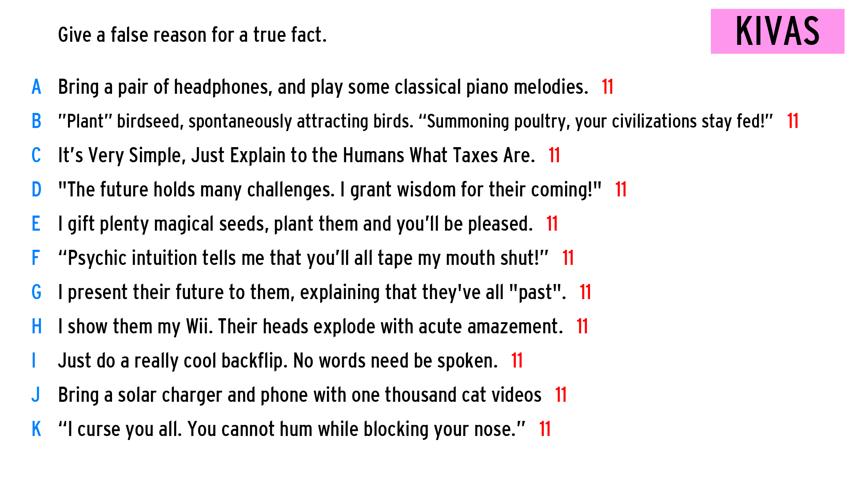 Give a false reason for a true fact.
KIVAS
A Bring a pair of headphones, and play some classical piano melodies. 11
B "Plant" birdseed, spontaneously attracting birds. “Summoning poultry, your civilizations stay fed!” 11
C It's Very Simple, Just Explain to the Humans What Taxes Are. 11
D "The future holds many challenges. I grant wisdom for their coming!" 11
E I gift plenty magical seeds, plant them and you'll be pleased. 11
F “Psychic intuition tells me that you'll all tape my mouth shut!” 11
G I present their future to them, explaining that they've all "past". 11
H I show them my Wii. Their heads explode with acute amazement. 11
I Just do a really cool backflip. No words need be spoken. 11
J Bring a solar charger and phone with one thousand cat videos 11
K “I curse you all. You cannot hum while blocking your nose.” 11